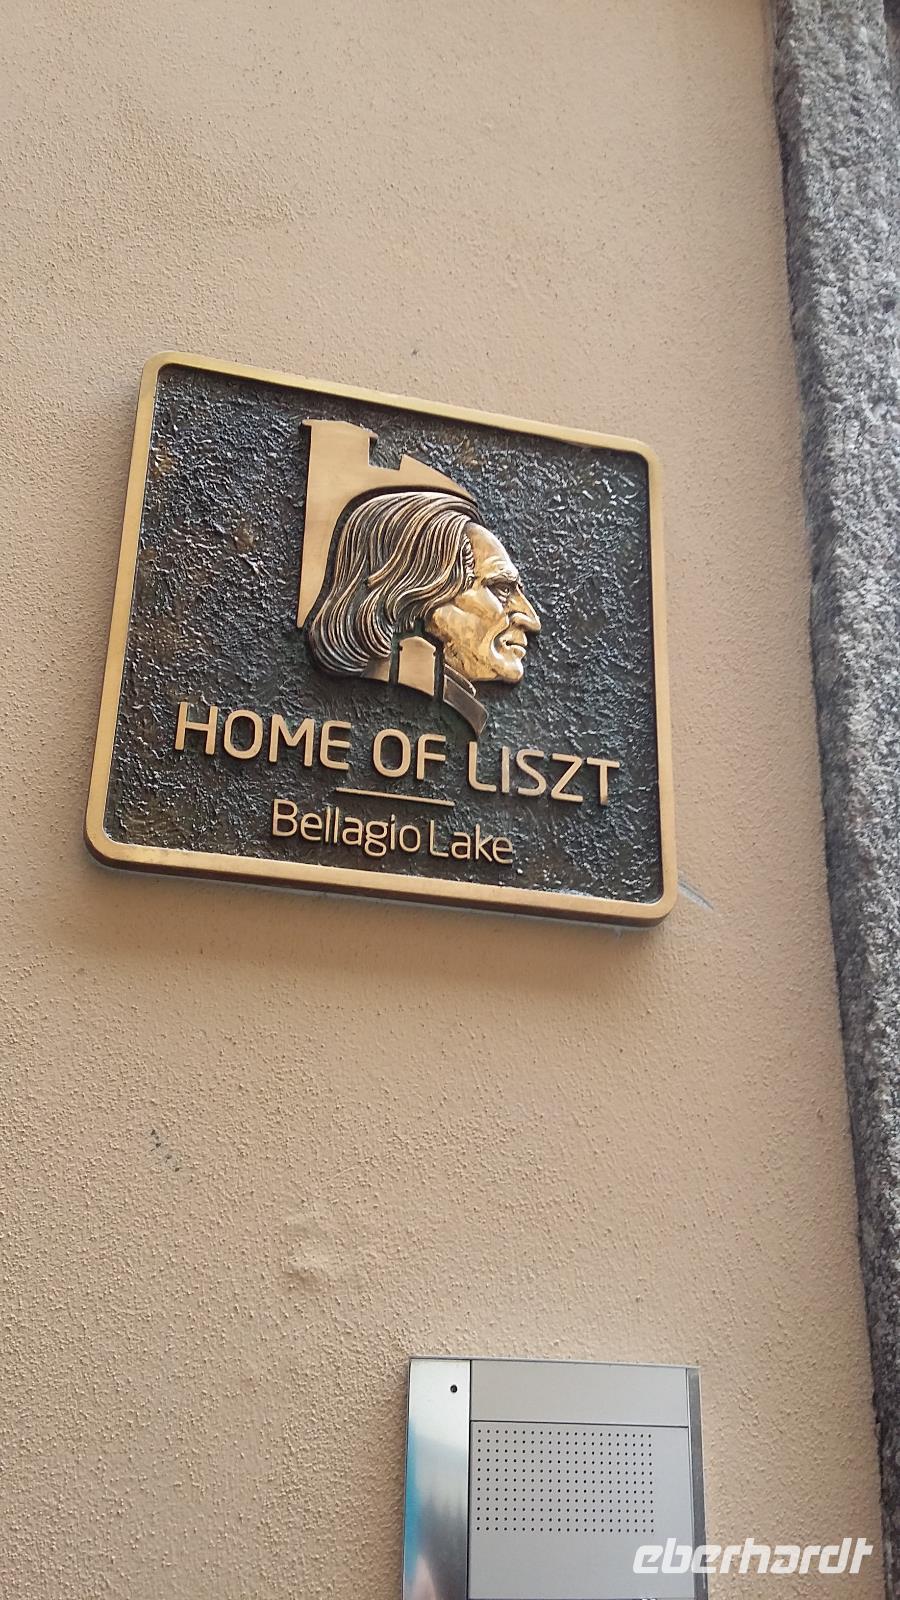 HOME OF LISZT
Bellagio Lake
eberhardt